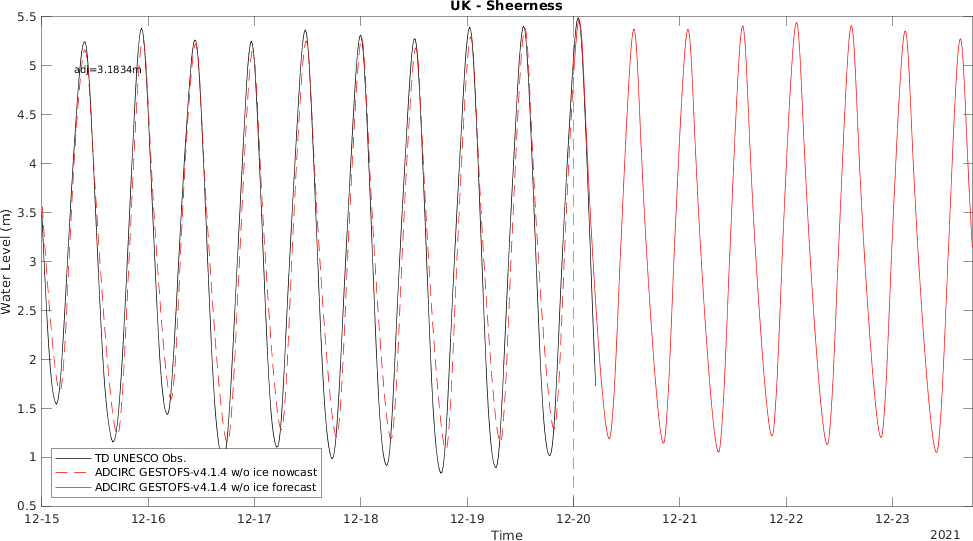 UK - Sheerness
5.5
5
4.5
4
3.5
3
2.5
2
1.5
1
0.5
Water Level (m)
adj=3.1834m
TD UNESCO Obs.
ADCIRC GESTOFS-v4.1.4 w/o ice nowcast
ADCIRC GESTOFS-v4.1.4 w/o ice forecast
12-15 12-16 12-17 12-18 12-19 12-20 12-21 12-22 12-23
Time
2021